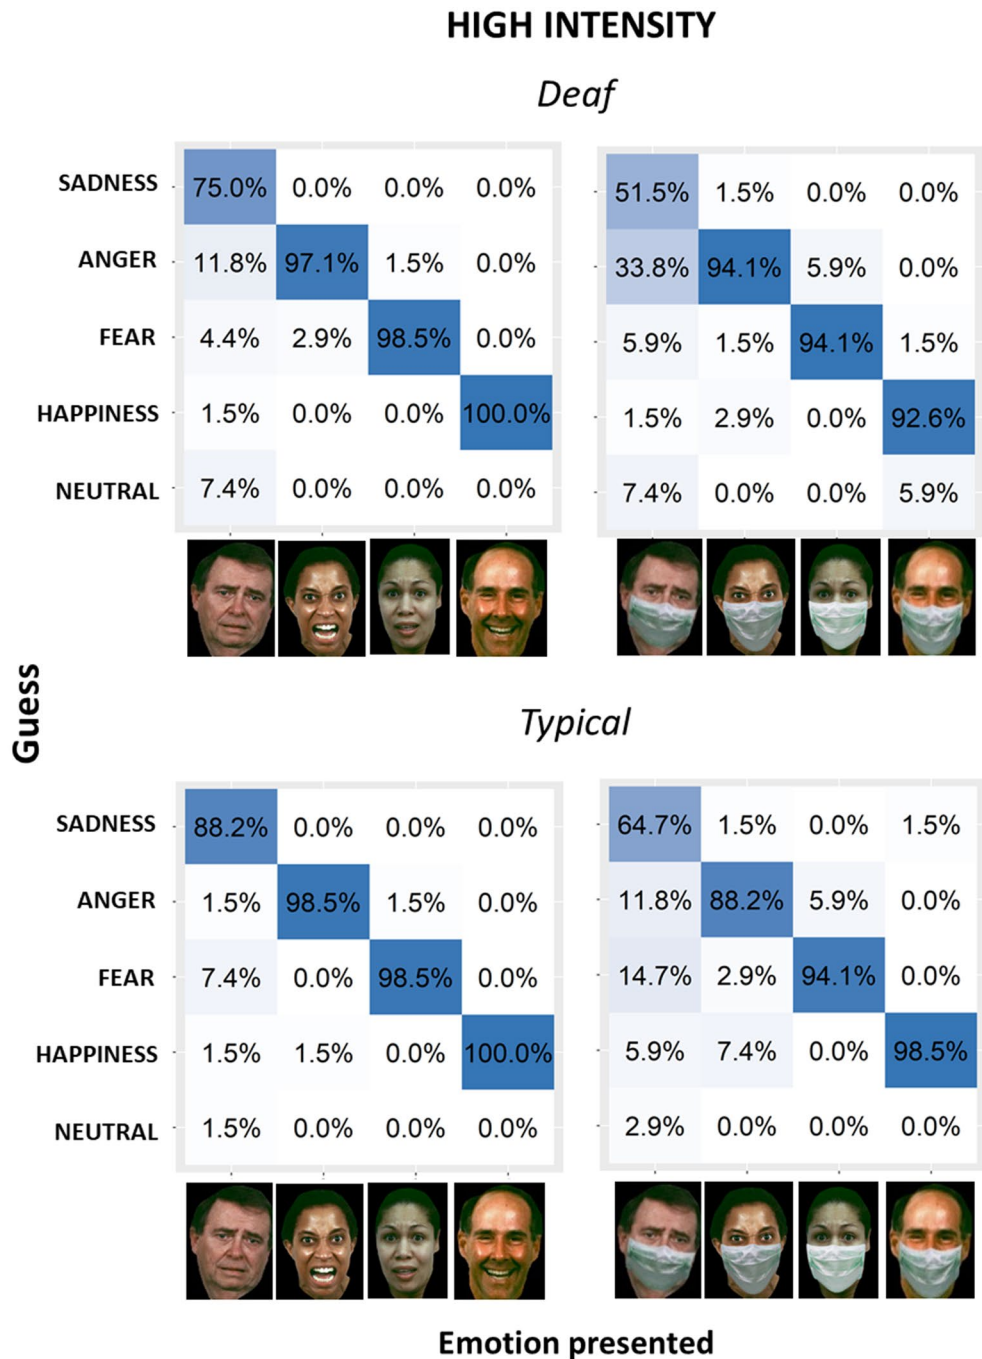 HIGH INTENSITY
Deaf
SADNESS 75.0% 0.0% 0.0% 0.0% 51.5% 1.5% 0.0% 0.0%
ANGER 11.8% 97.1% 1.5% 0.0% 33.8% 94.1% 5.9% 0.0%
FEAR 4.4% 2.9% 98.5% 0.0% 5.9% 1.5% 94.1% 1.5%
HAPPINESS 1.5% 0.0% 0.0% 100.0% 1.5% 2.9% 0.0% 92.6%
NEUTRAL 7.4% 0.0% 0.0% 0.0% 7.4% 0.0% 0.0% 5.9%
Guess
Typical
SADNESS 88.2% 0.0% 0.0% 0.0% 64.7% 1.5% 0.0% 1.5%
ANGER 1.5% 98.5% 1.5% 0.0% 11.8% 88.2% 5.9% 0.0%
FEAR 7.4% 0.0% 98.5% 0.0% 14.7% 2.9% 94.1% 0.0%
HAPPINESS 1.5% 1.5% 0.0% 100.0% 5.9% 7.4% 0.0% 98.5%
NEUTRAL 1.5% 0.0% 0.0% 0.0% 2.9% 0.0% 0.0% 0.0%
Emotion presented